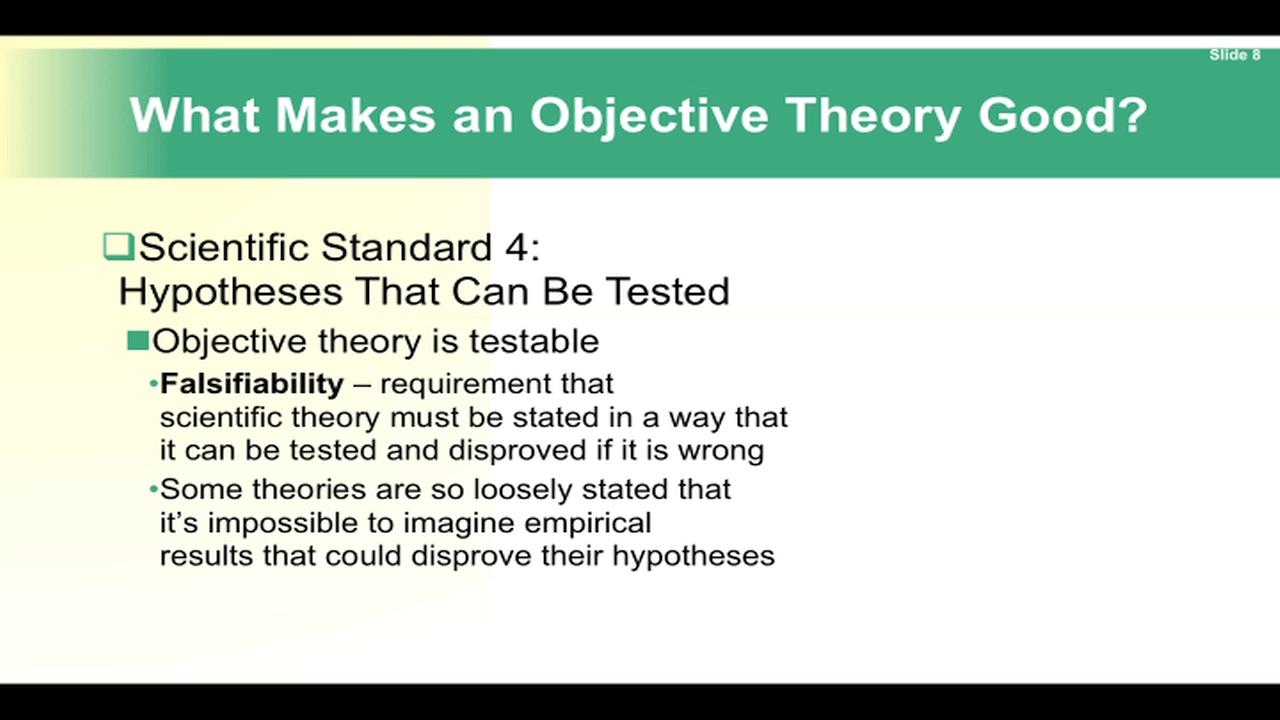 Slide 8
What Makes an Objective Theory Good?
Scientific Standard 4:
Hypotheses That Can Be Tested
Objective theory is testable
•Falsifiability – requirement that
scientific theory must be stated in a way that
it can be tested and disproved if it is wrong
•Some theories are so loosely stated that
it’s impossible to imagine empirical
results that could disprove their hypotheses